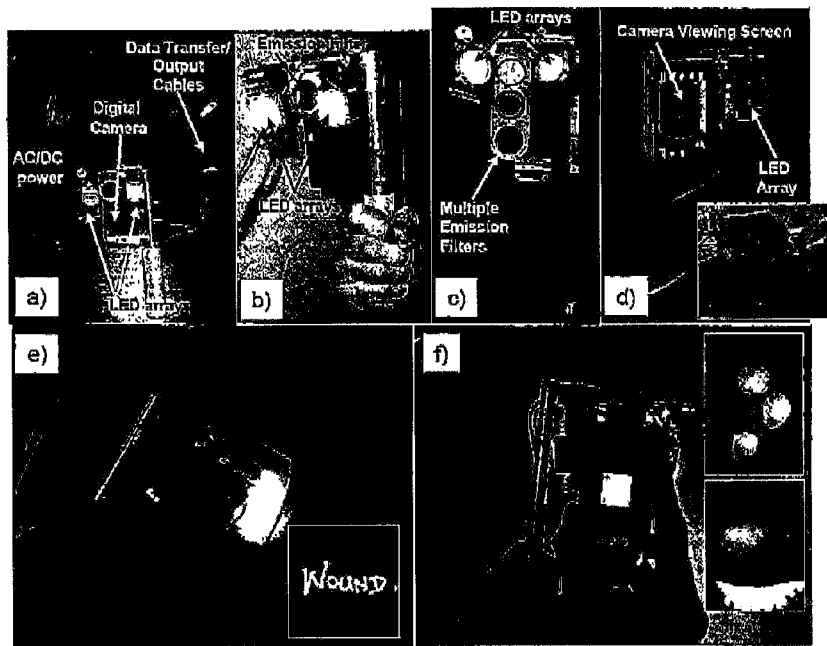 Data Transfer/
Output
Cables
Digital
Camera
AC/DC
power
LED arrays
a)
Emission Filter
LED arrays
b)
LED arrays
Multiple
Emission
Filters
c)
Camera Viewing Screen
LED
Array
d)
e)
WOUND
f)